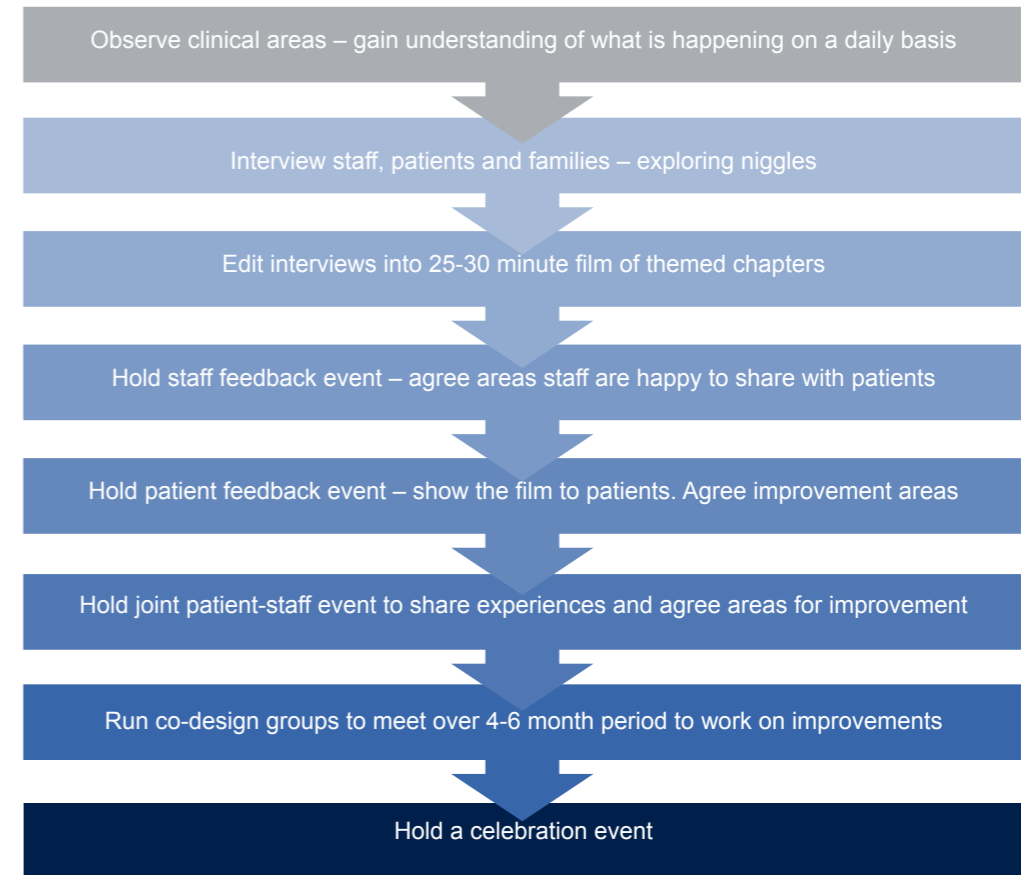 Observe clinical areas – gain understanding of what is happening on a daily basis
Interview staff, patients and families – exploring niggles
Edit interviews into 25-30 minute film of themed chapters
Hold staff feedback event – agree areas staff are happy to share with patients
Hold patient feedback event – show the film to patients. Agree improvement areas
Hold joint patient-staff event to share experiences and agree areas for improvement
Run co-design groups to meet over 4-6 month period to work on improvements
Hold a celebration event